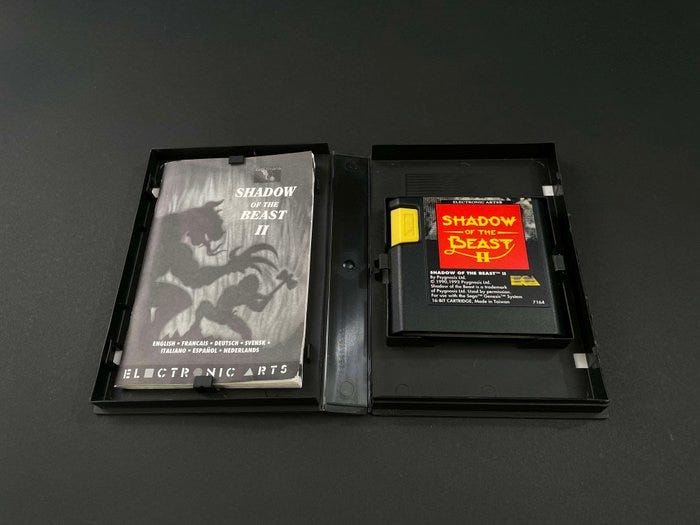 SHADOW
OF THE
BEAST
II
ENGLISH • FRANCAIS • DEUTSCH • SVENSK •
ITALIANO • ESPAÑOL • NEDERLANDS
ELECTRONIC ARTS
ELECTRONIC ARTS
SHADOW
OF THE
BEAST
II
SHADOW OF THE BEAST™ II
By Psygnosis Ltd.
© 1990,1992 Psygnosis Ltd.
Shadow of the Beast is a trademark
of Psygnosis Ltd. Used by permission.
For use with the Sega™ Genesis™ System
16-BIT CARTRIDGE, Made in Taiwan
7164